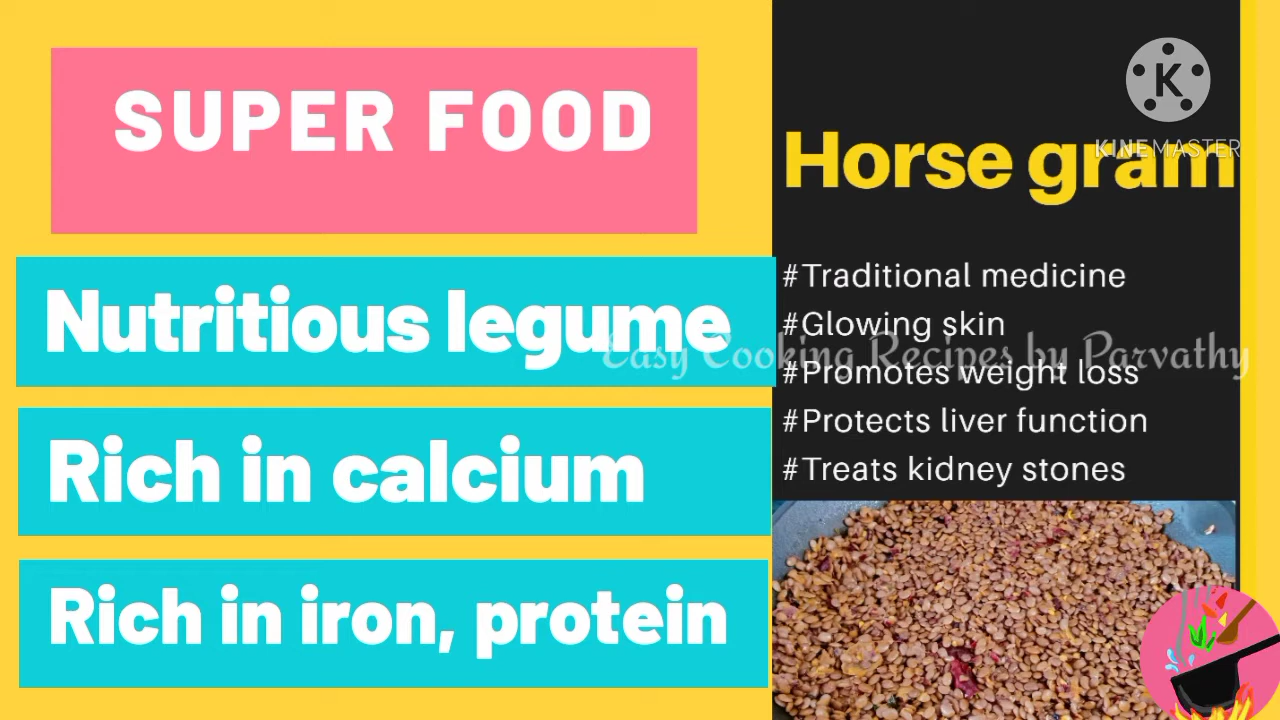 SUPER FOOD
Nutritious legume
Rich in calcium
Rich in iron, protein
K
KINEMASTER
Horse gram
#Traditional medicine
#Glowing skin
Easy Cooking Recipes by Parvathy
#Promotes weight loss
#Protects liver function
#Treats kidney stones